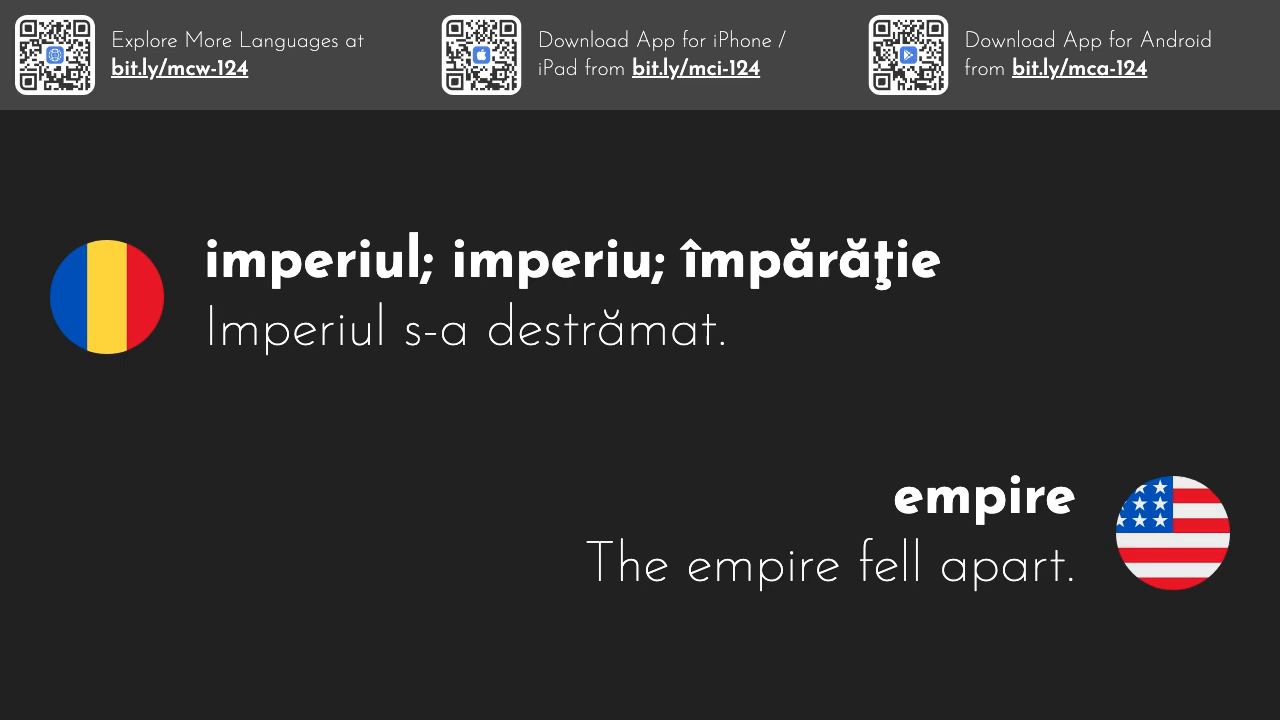 Explore More Languages at
bit.ly/mcw-124
Download App for iPhone /
iPad from bit.ly/mci-124
Download App for Android
from bit.ly/mca-124
imperiul; imperiu; împărăţie
Imperiul s-a destrămat.
empire
The empire fell apart.